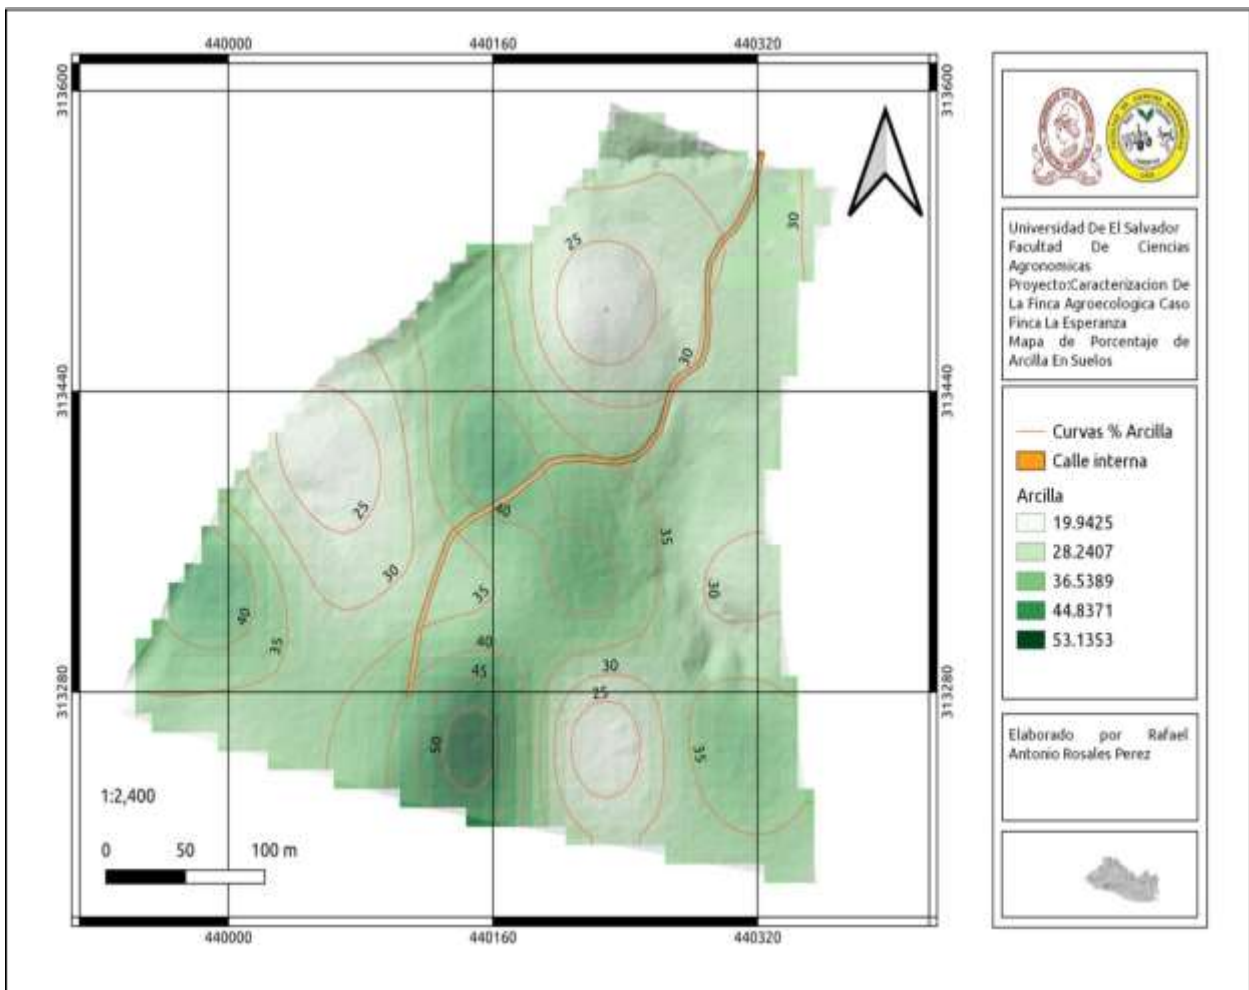 440000
440160
440320
313600
313600
313440
313440
313280
313280
25
30
30
25
30
40
35
35
40
35
30
40
45
30
25
50
35
1:2,400
0 50 100 m
440000
440160
440320
Universidad De El Salvador
Facultad De Ciencias
Agronomicas
Proyecto:Caracterizacion De
La Finca Agroecologica Caso
Finca La Esperanza
Mapa de Porcentaje de
Arcilla En Suelos
Curvas % Arcilla
Calle interna
Arcilla
19.9425
28.2407
36.5389
44.8371
53.1353
Elaborado por Rafael
Antonio Rosales Perez